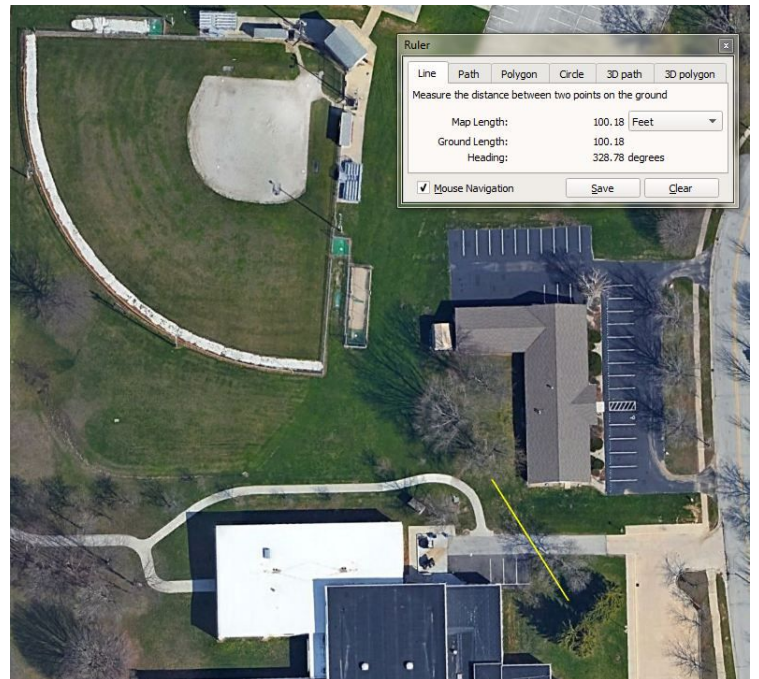 Ruler
Line Path Polygon Circle 3D path 3D polygon
Measure the distance between two points on the ground
Map Length: 100.18 Feet
Ground Length: 100.18
Heading: 328.78 degrees
Mouse Navigation Save Clear